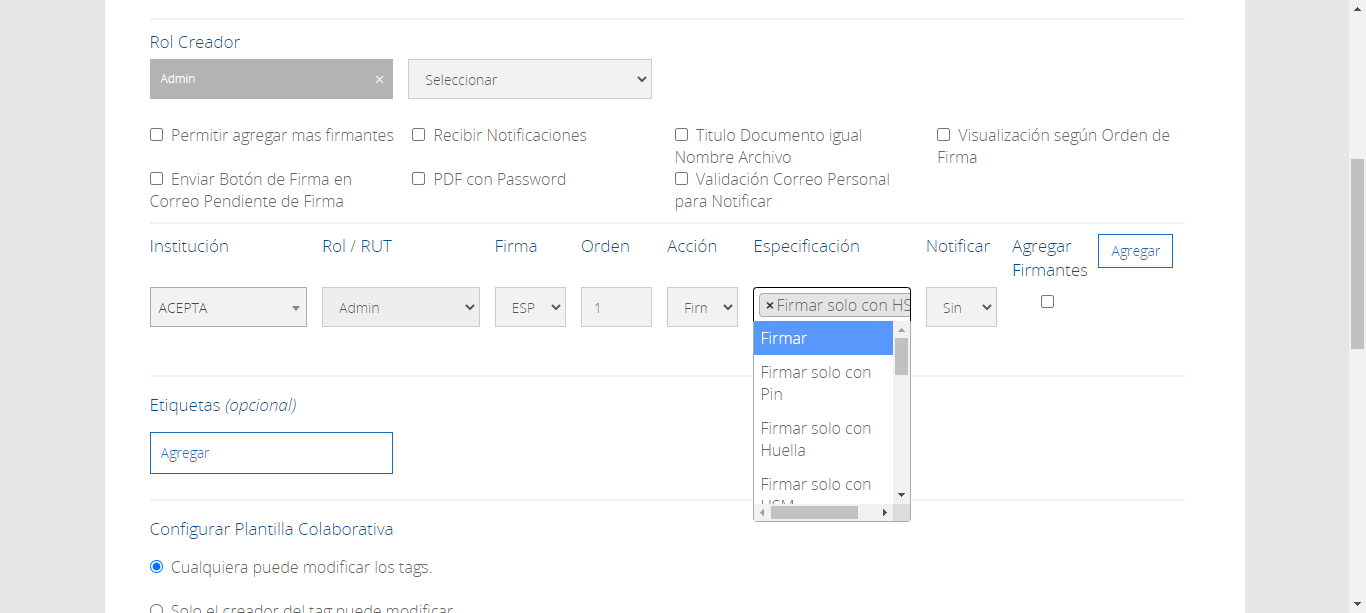 Rol Creador
Admin ×
Seleccionar
Permitir agregar mas firmantes
Recibir Notificaciones
Titulo Documento igual
Nombre Archivo
Visualización según Orden de
Firma
Enviar Botón de Firma en
Correo Pendiente de Firma
PDF con Password
Validación Correo Personal
para Notificar
Institución
Rol / RUT
Firma
Orden
Acción
Especificación
Notificar
Agregar
Firmantes
Agregar
ACEPTA
Admin
ESP
1
Firn
× Firmar solo con HS
Sin
Firmar
Firmar solo con
Pin
Firmar solo con
Huella
Firmar solo con
HSM
Etiquetas (opcional)
Agregar
Configurar Plantilla Colaborativa
Cualquiera puede modificar los tags.
Solo el creador del tag puede modificar